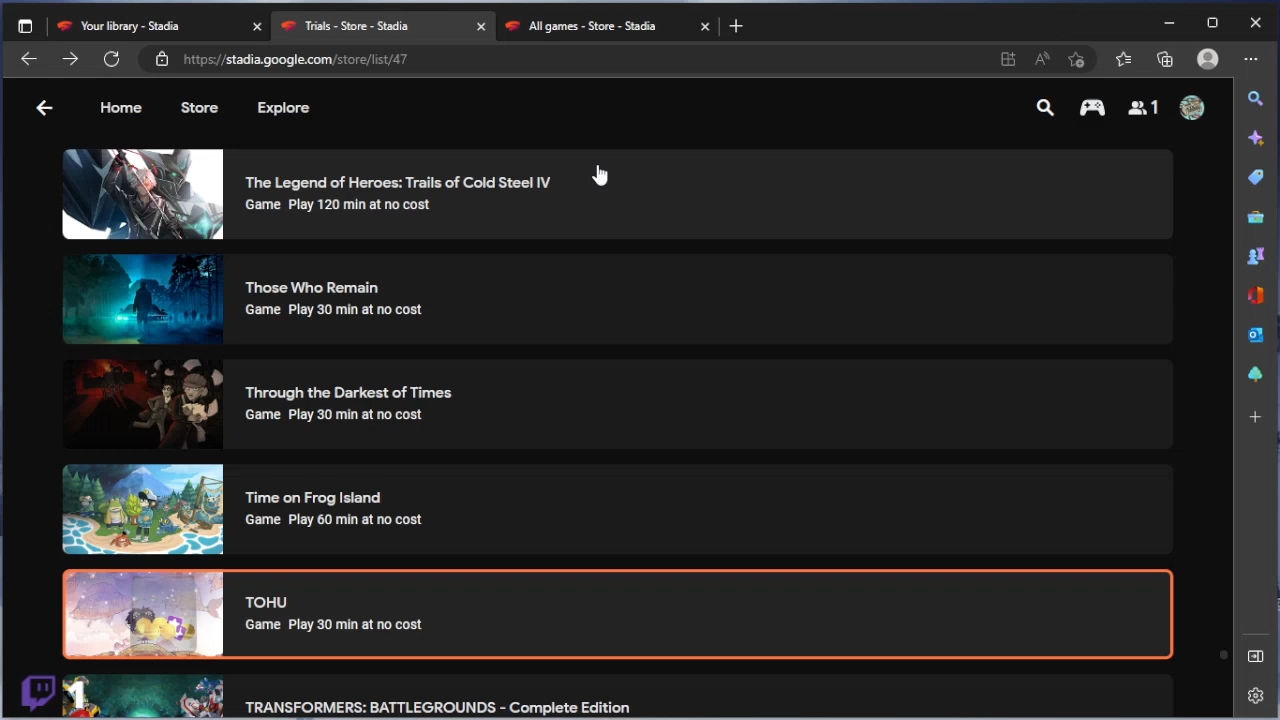 Your library - Stadia
Trials - Store - Stadia
All games - Store - Stadia
https://stadia.google.com/store/list/47
Home
Store
Explore
1
The Legend of Heroes: Trails of Cold Steel IV
Game Play 120 min at no cost
Those Who Remain
Game Play 30 min at no cost
Through the Darkest of Times
Game Play 30 min at no cost
Time on Frog Island
Game Play 60 min at no cost
TOHU
Game Play 30 min at no cost
TRANSFORMERS: BATTLEGROUNDS - Complete Edition
1